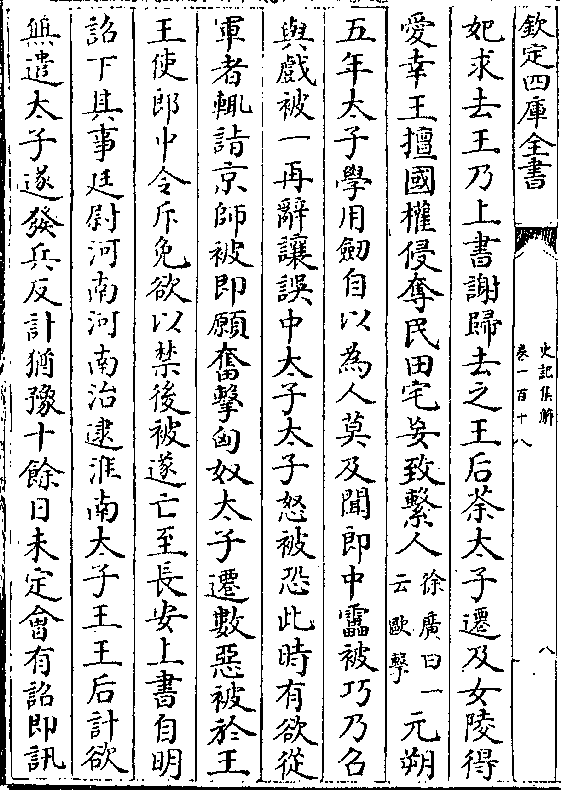 欽定四庫全書
史記集解
卷一百十八
八
妃求去王乃上書謝歸去之王后荼太子遷及女陵得
愛幸王擅國權侵奪民田宅妄致繫人徐廣曰一云敺擊元朔
五年太子學用劒自以為人莫及聞郎中靁被巧乃召
與戲被一再辭讓誤中太子太子怒被恐此時有欲從
軍者輒詣京師被即願奮擊匈奴太子遷數惡被於王
王使郎中令斥免欲以禁後被遂亡至長安上書自明
詔下其事廷尉河南河南治逮淮南太子王王后計欲
無遣太子遂發兵反計猶豫十餘日未定會有詔即訊